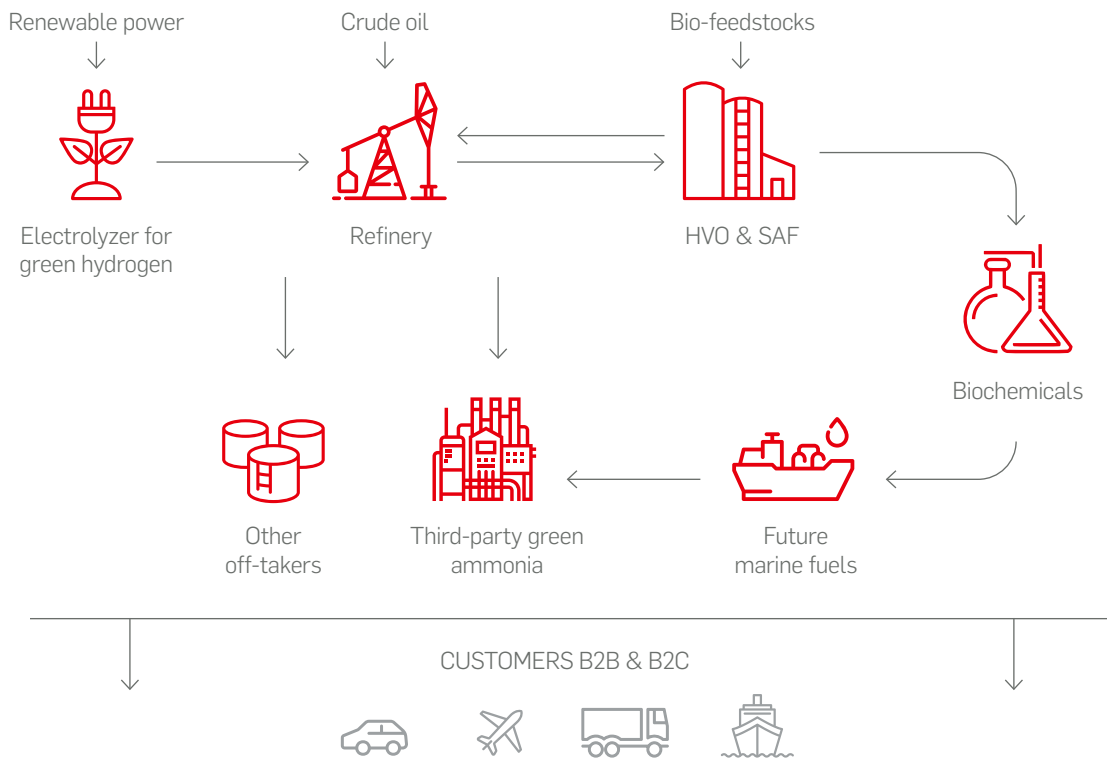 Renewable power
Crude oil
Bio-feedstocks
Electrolyzer for
green hydrogen
Refinery
HVO & SAF
Biochemicals
Other
off-takers
Third-party green
ammonia
Future
marine fuels
CUSTOMERS B2B & B2C